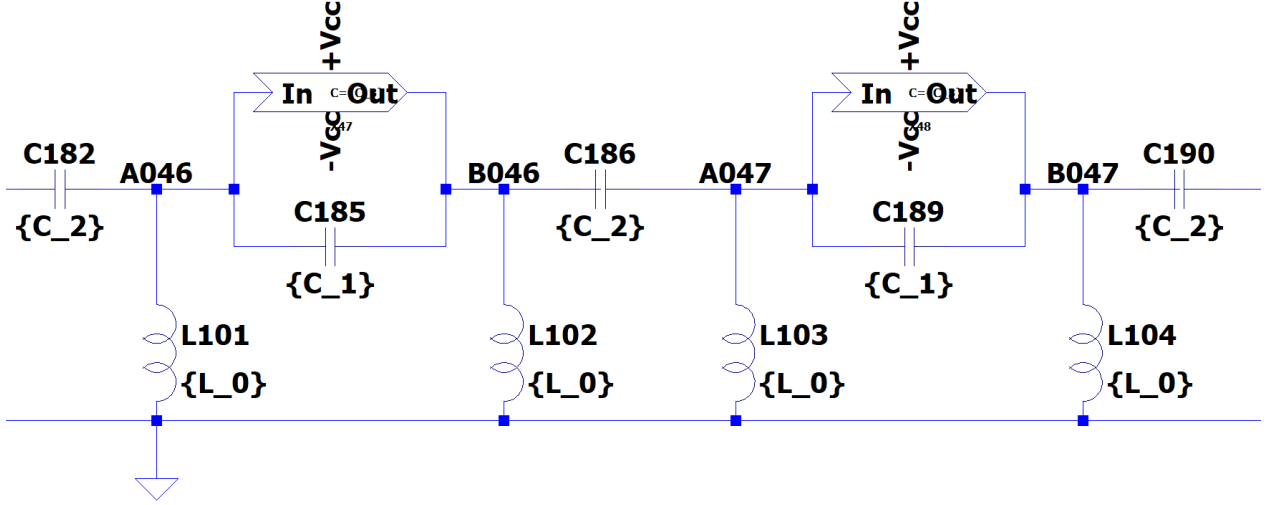 +Vcc
+Vcc
In
Out
In
Out
-Vcc
-Vcc
C182
A046
B046
C186
A047
B047
C190
{C_2}
C185
{C_2}
C189
{C_2}
{C_1}
{C_1}
L101
L102
L103
L104
{L_0}
{L_0}
{L_0}
{L_0}